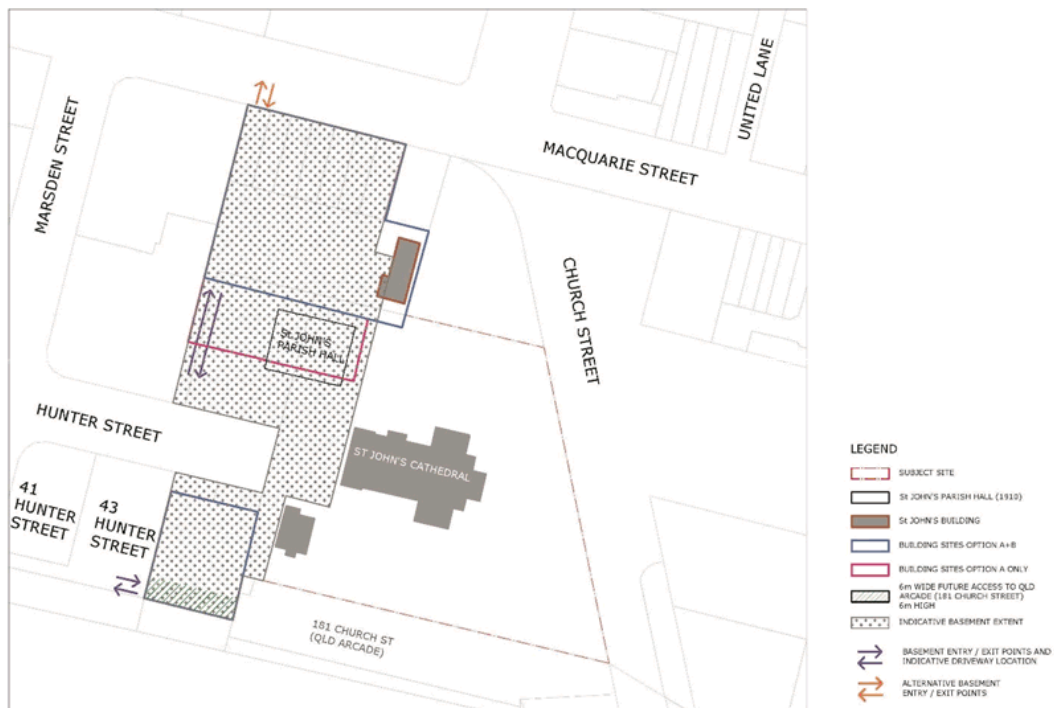 UNITED LANE
MARSDEN STREET
MACQUARIE STREET
CHURCH STREET
St JOHN'S
PARISH HALL
HUNTER STREET
ST JOHN'S CATHEDRAL
41
HUNTER
STREET
43
HUNTER
STREET
181 CHURCH ST
(QLD ARCADE)
LEGEND
SUBJECT SITE
St JOHN'S PARISH HALL (1910)
St JOHN'S BUILDING
BUILDING SITES OPTION A+B
BUILDING SITES OPTION A ONLY
6m WIDE FUTURE ACCESS TO QLD
ARCADE (181 CHURCH STREET)
6m HIGH
INDICATIVE BASEMENT EXTENT
BASEMENT ENTRY / EXIT POINTS AND
INDICATIVE DRIVEWAY LOCATION
ALTERNATIVE BASEMENT
ENTRY / EXIT POINTS